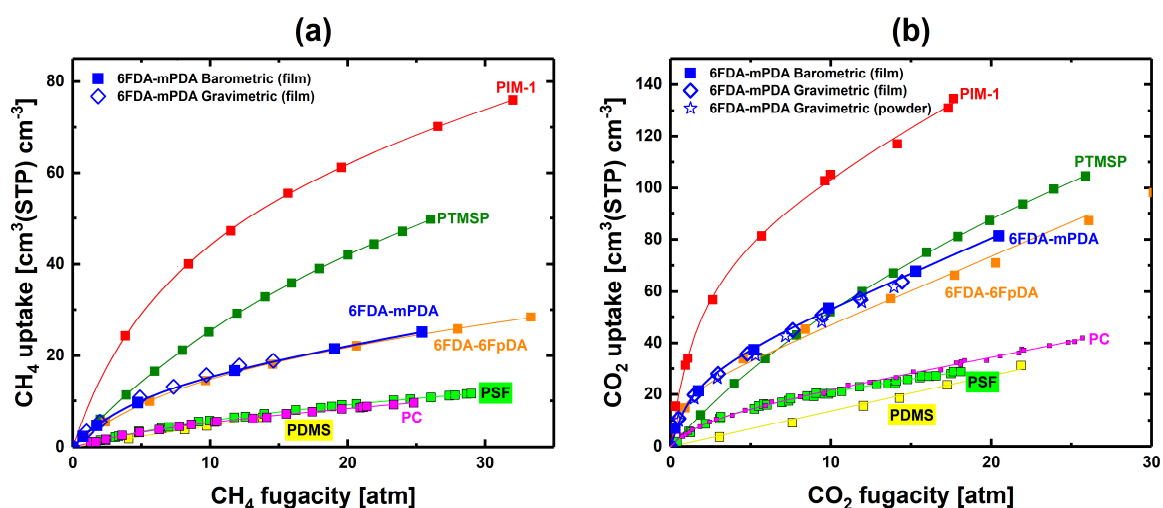 (a)
6FDA-mPDA Barometric (film)
6FDA-mPDA Gravimetric (film)
PIM-1
PTMSP
6FDA-mPDA
6FDA-6FpDA
PSF
PC
PDMS
80
60
40
20
0
0 10 20 30
CH4 uptake [cm³(STP) cm⁻³]
CH4 fugacity [atm]
(b)
6FDA-mPDA Barometric (film)
6FDA-mPDA Gravimetric (film)
6FDA-mPDA Gravimetric (powder)
PIM-1
PTMSP
6FDA-mPDA
6FDA-6FpDA
PC
PSF
PDMS
140
120
100
80
60
40
20
0
0 10 20 30
CO₂ uptake [cm³(STP) cm⁻³]
CO₂ fugacity [atm]